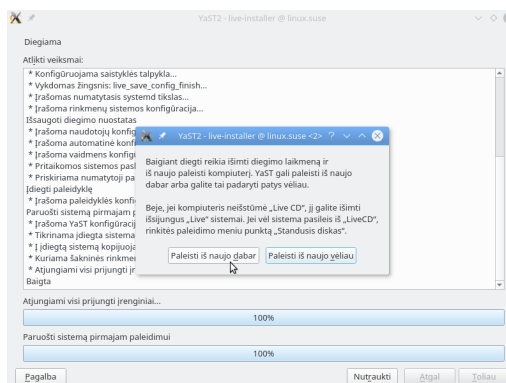 YaST2 - live-installer @ linux.suse
Diegiama
Atlikti veiksmai:
* Konfigūruojama saistyklės talpykla...
* Vykdomas žingsnis: live_save_config_finish...
* Įrašomas numatytasis systemd tikslas...
* Įrašoma rinkmenų sistemos konfigūracija...
Išsaugoti diegimo nuostatas
* Įrašoma naudotojų konfig
* Įrašoma automatinė konfi
* Įrašoma vaidmens konfigū
* Pritaikomos sistemos pasl
* Priskiriama numatytoji pa
Įdiegti paleidyklę
* Įrašoma paleidyklės konfig
Paruošti sistemą pirmajam p
* Įrašoma YaST konfigūracij
* Tikrinama įdiegta sistema
* Į įdiegtą sistemą kopijuoja
* Kuriama šakninės rinkmen
* Atjungiami visi prijungti įr
Baigta
YaST2 - live-installer @ linux.suse <2>
Baigiant diegti reikia išimti diegimo laikmeną ir
iš naujo paleisti kompiuterį. YaST gali paleisti iš naujo
dabar arba galite tai padaryti patys vėliau.
Beje, jei kompiuteris neišstūmė „Live CD“, jį galite išimti
išsijungus „Live“ sistemai. Jei vėl sistema pasileis iš „LiveCD“,
rinkitės paleidimo meniu punktą „Standusis diskas“.
Paleisti iš naujo dabar
Paleisti iš naujo vėliau
Atjungiami visi prijungti įrenginiai...
100%
Paruošti sistemą pirmajam paleidimui
100%
Pagalba
Nutraukti
Atgal
Toliau